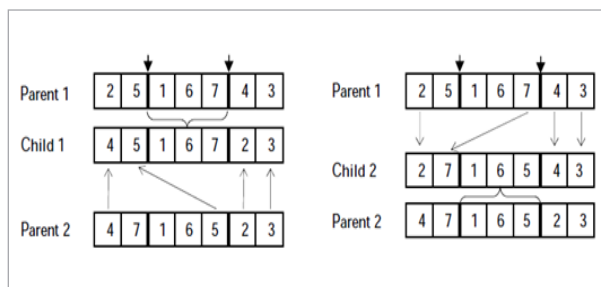 Parent 1 2 5 1 6 7 4 3
Child 1 4 5 1 6 7 2 3
Parent 2 4 7 1 6 5 2 3
Parent 1 2 5 1 6 7 4 3
Child 2 2 7 1 6 5 4 3
Parent 2 4 7 1 6 5 2 3